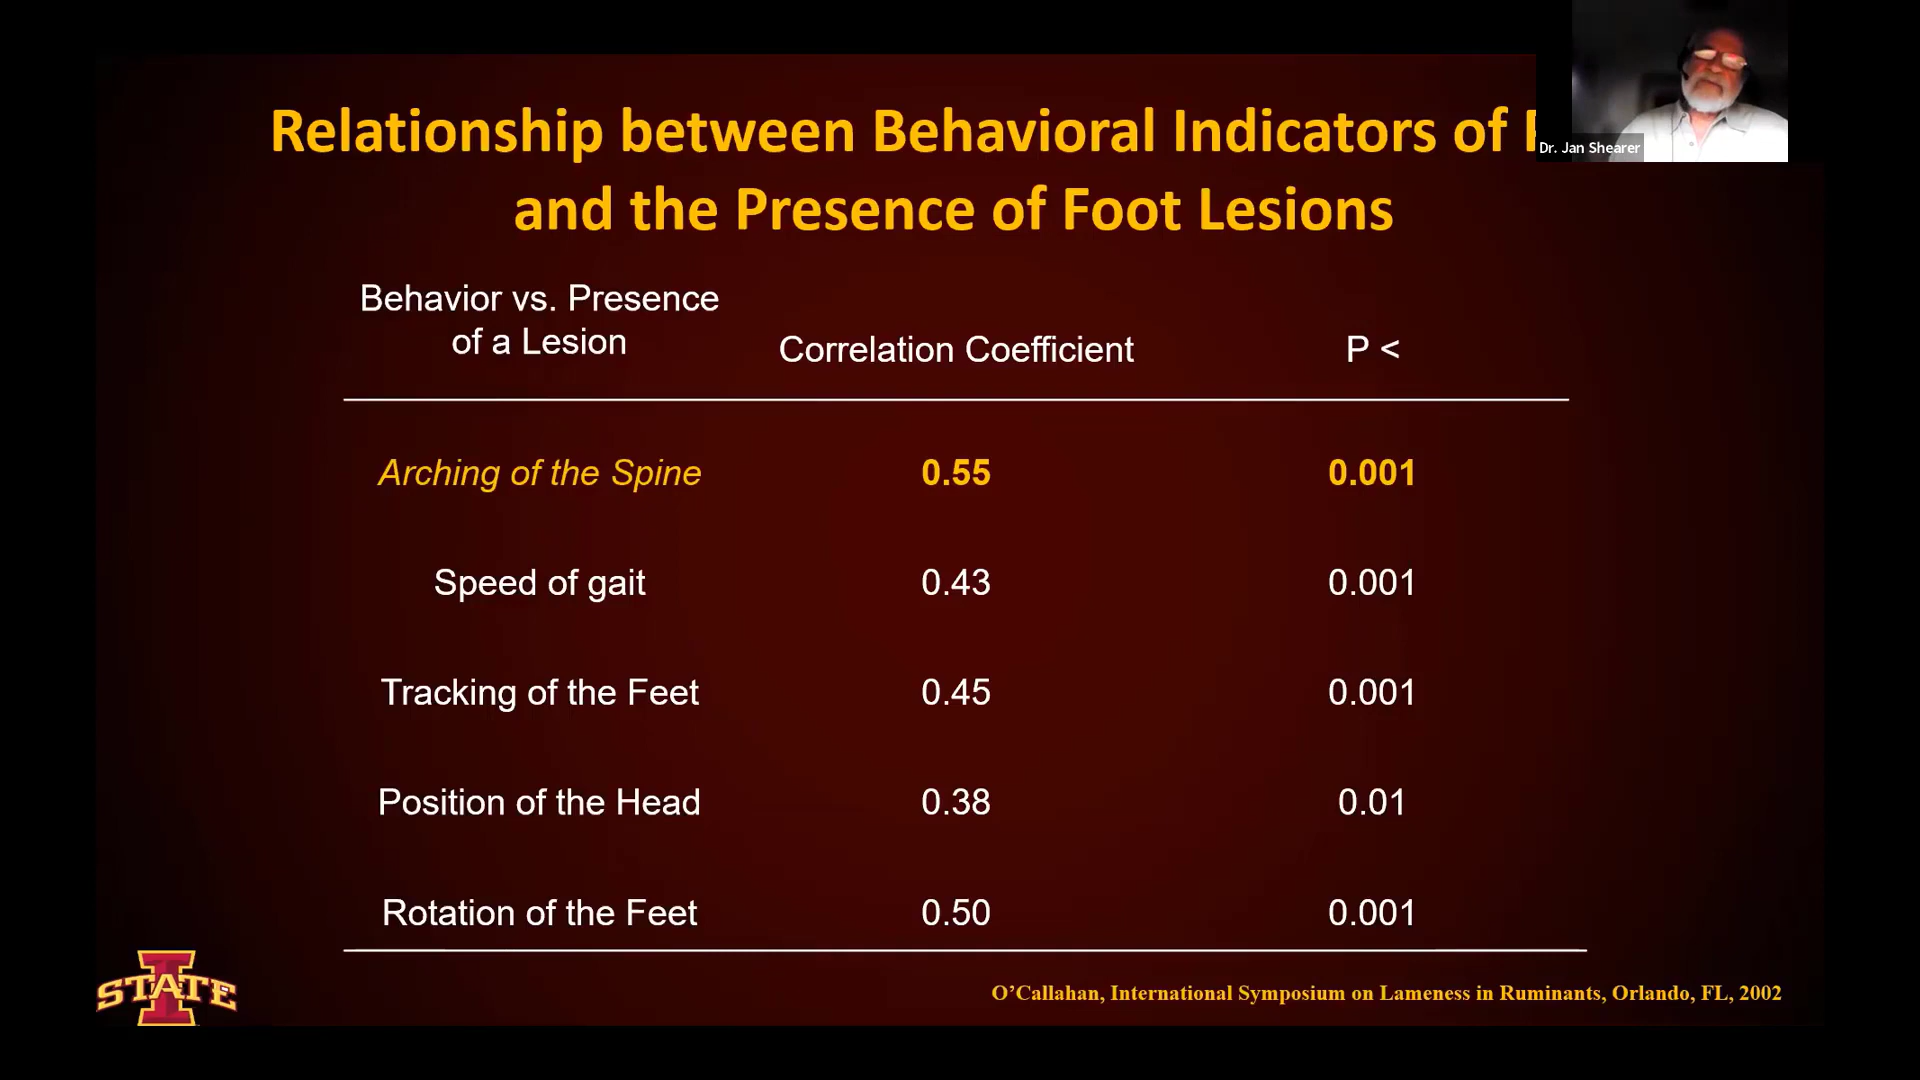 Relationship between Behavioral Indicators of
and the Presence of Foot Lesions
Dr. Jan Shearer
Behavior vs. Presence
of a Lesion
Correlation Coefficient
P <
Arching of the Spine 0.55 0.001
Speed of gait 0.43 0.001
Tracking of the Feet 0.45 0.001
Position of the Head 0.38 0.01
Rotation of the Feet 0.50 0.001
STATE
O’Callahan, International Symposium on Lameness in Ruminants, Orlando, FL, 2002